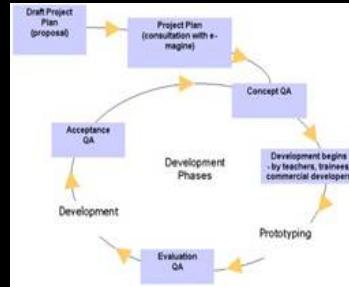 Draft Project
Plan
(proposal)
Project Plan
(consultation with e-
magine)
Concept QA
Acceptance
QA
Development
Phases
Development begins
- by teachers, trainees,
commercial developers
Development
Prototyping
Evaluation
QA